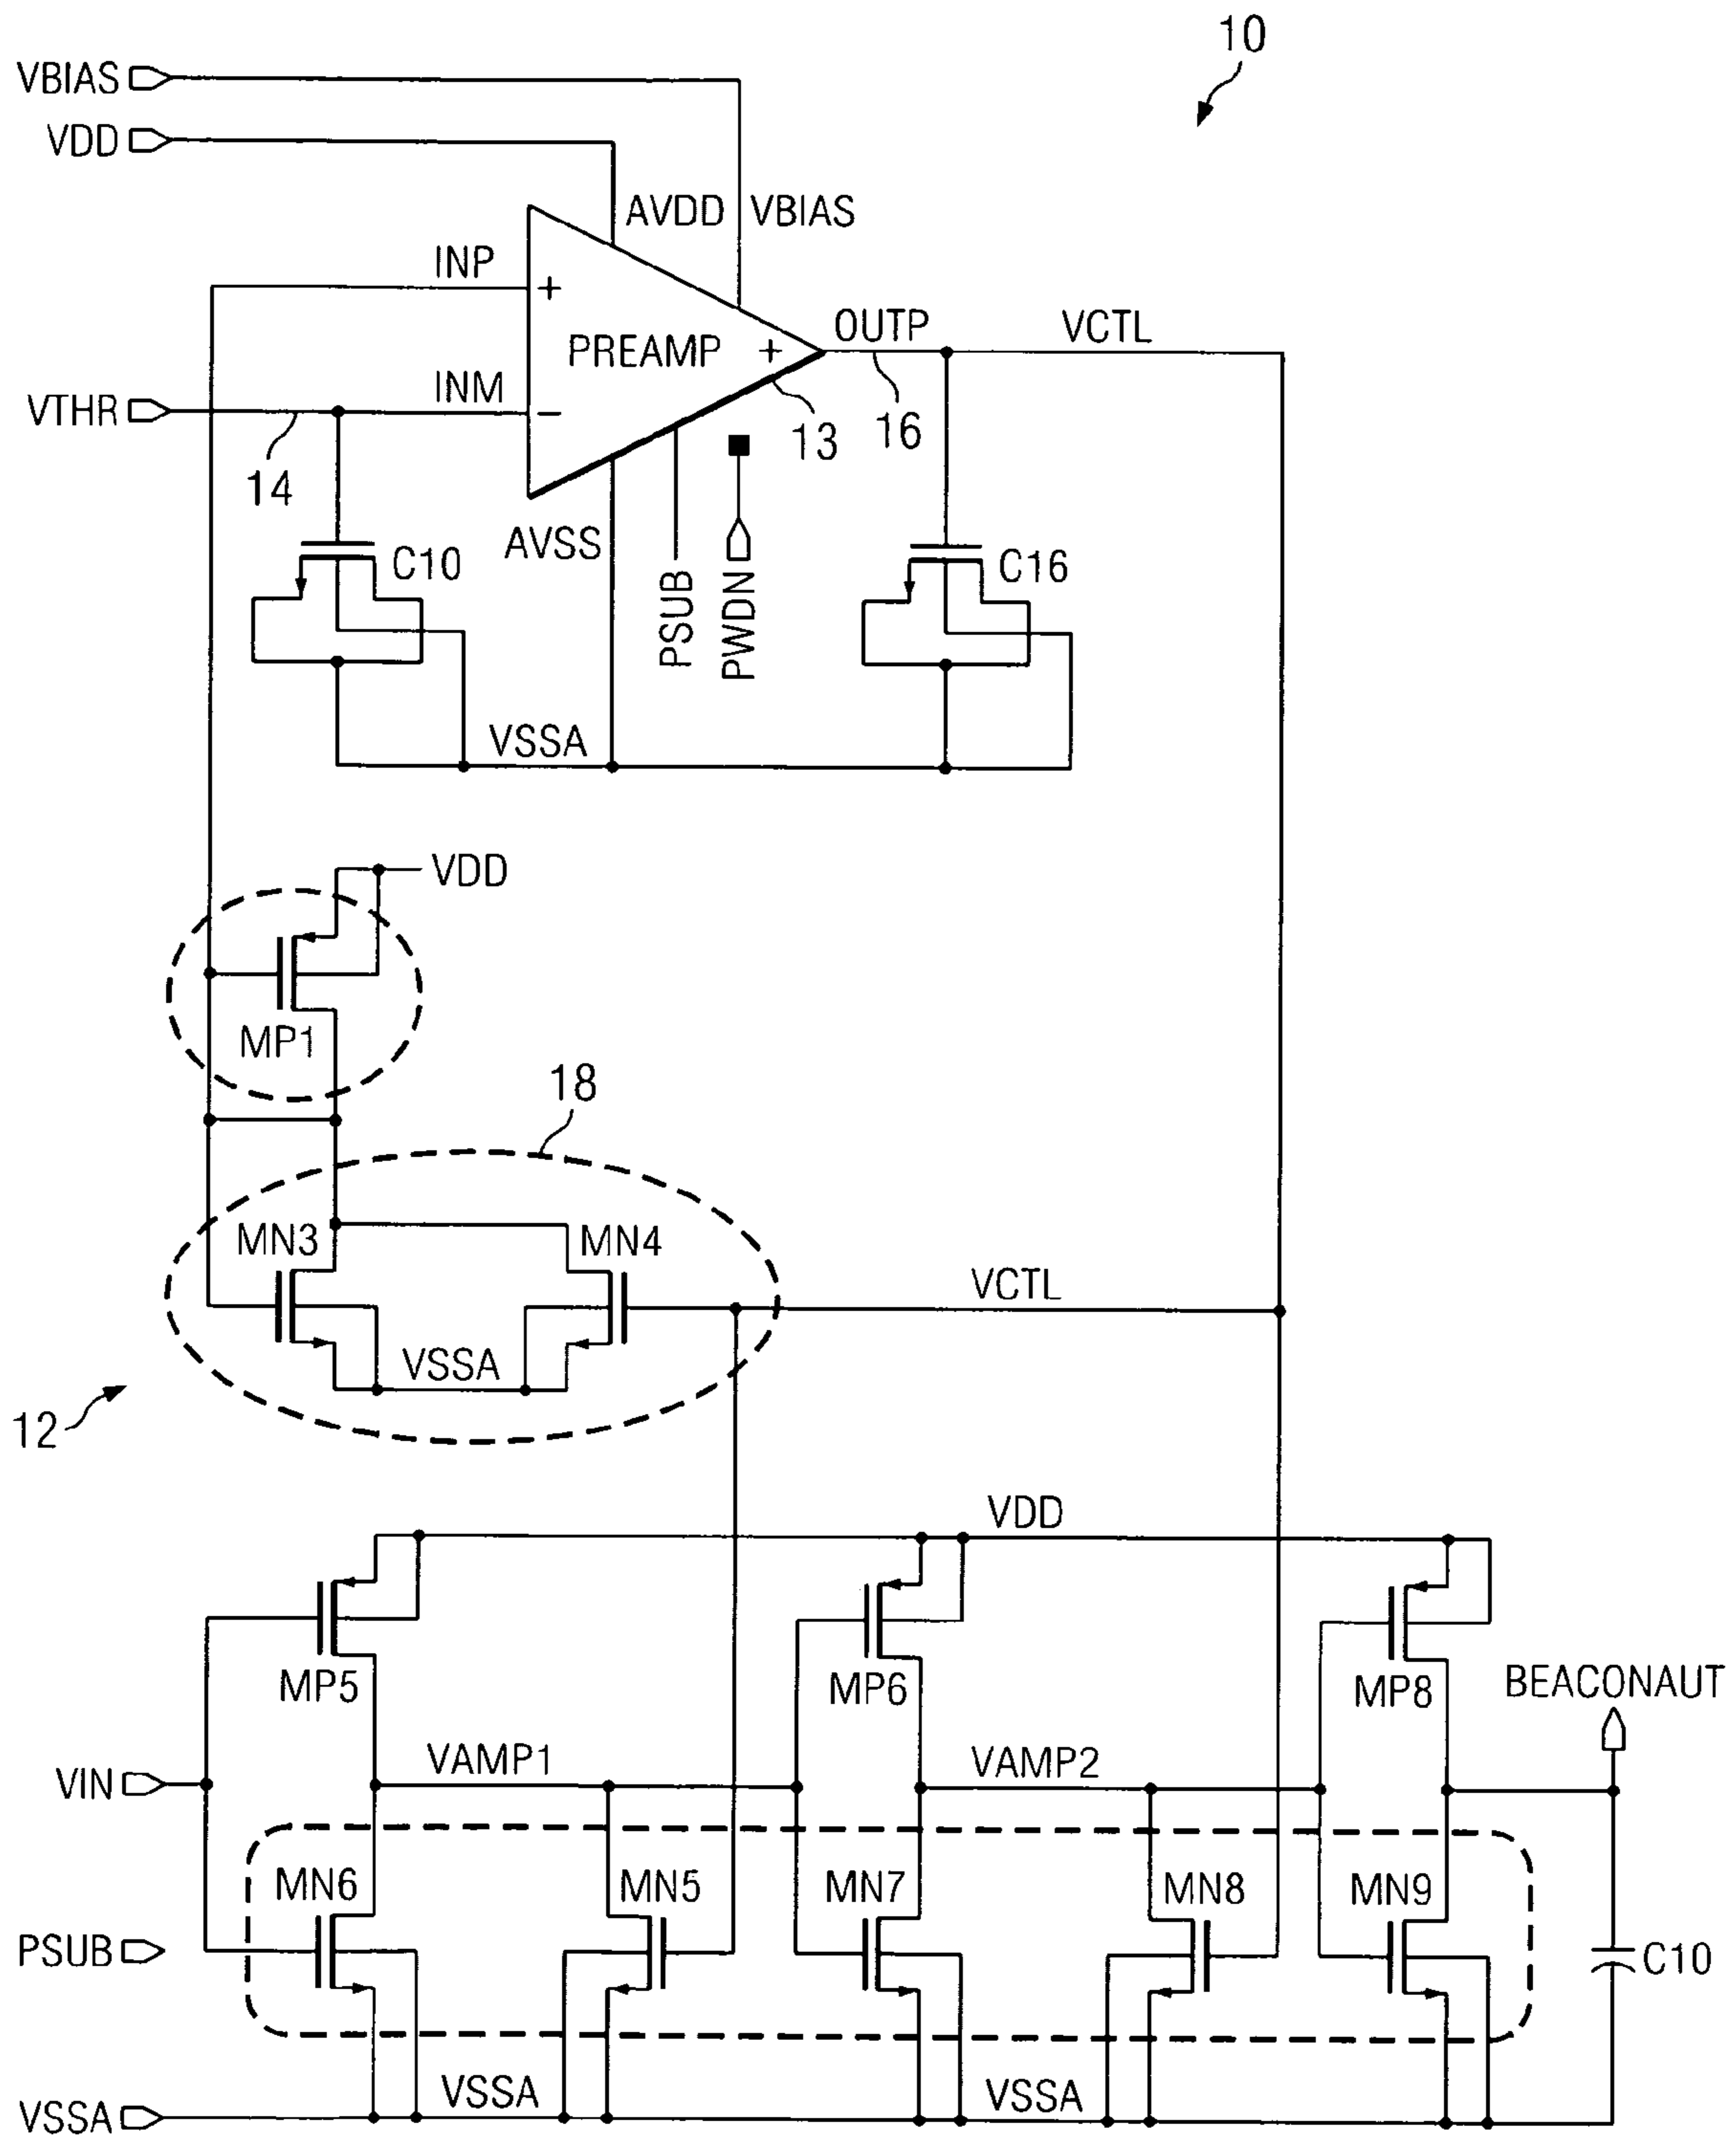 10
VBIAS
VDD
AVDD VBIAS
INP
+
PREAMP +
OUTP
VCTL
VTHR
INM
−
14
13
16
C10
AVSS
PSUB
PWDN
C16
VSSA
VDD
MP1
18
MN3
MN4
VCTL
VSSA
12
VDD
MP5
MP6
MP8
BEACONAUT
VIN
VAMP1
VAMP2
MN6
MN5
MN7
MN8
MN9
PSUB
C10
VSSA
VSSA
VSSA